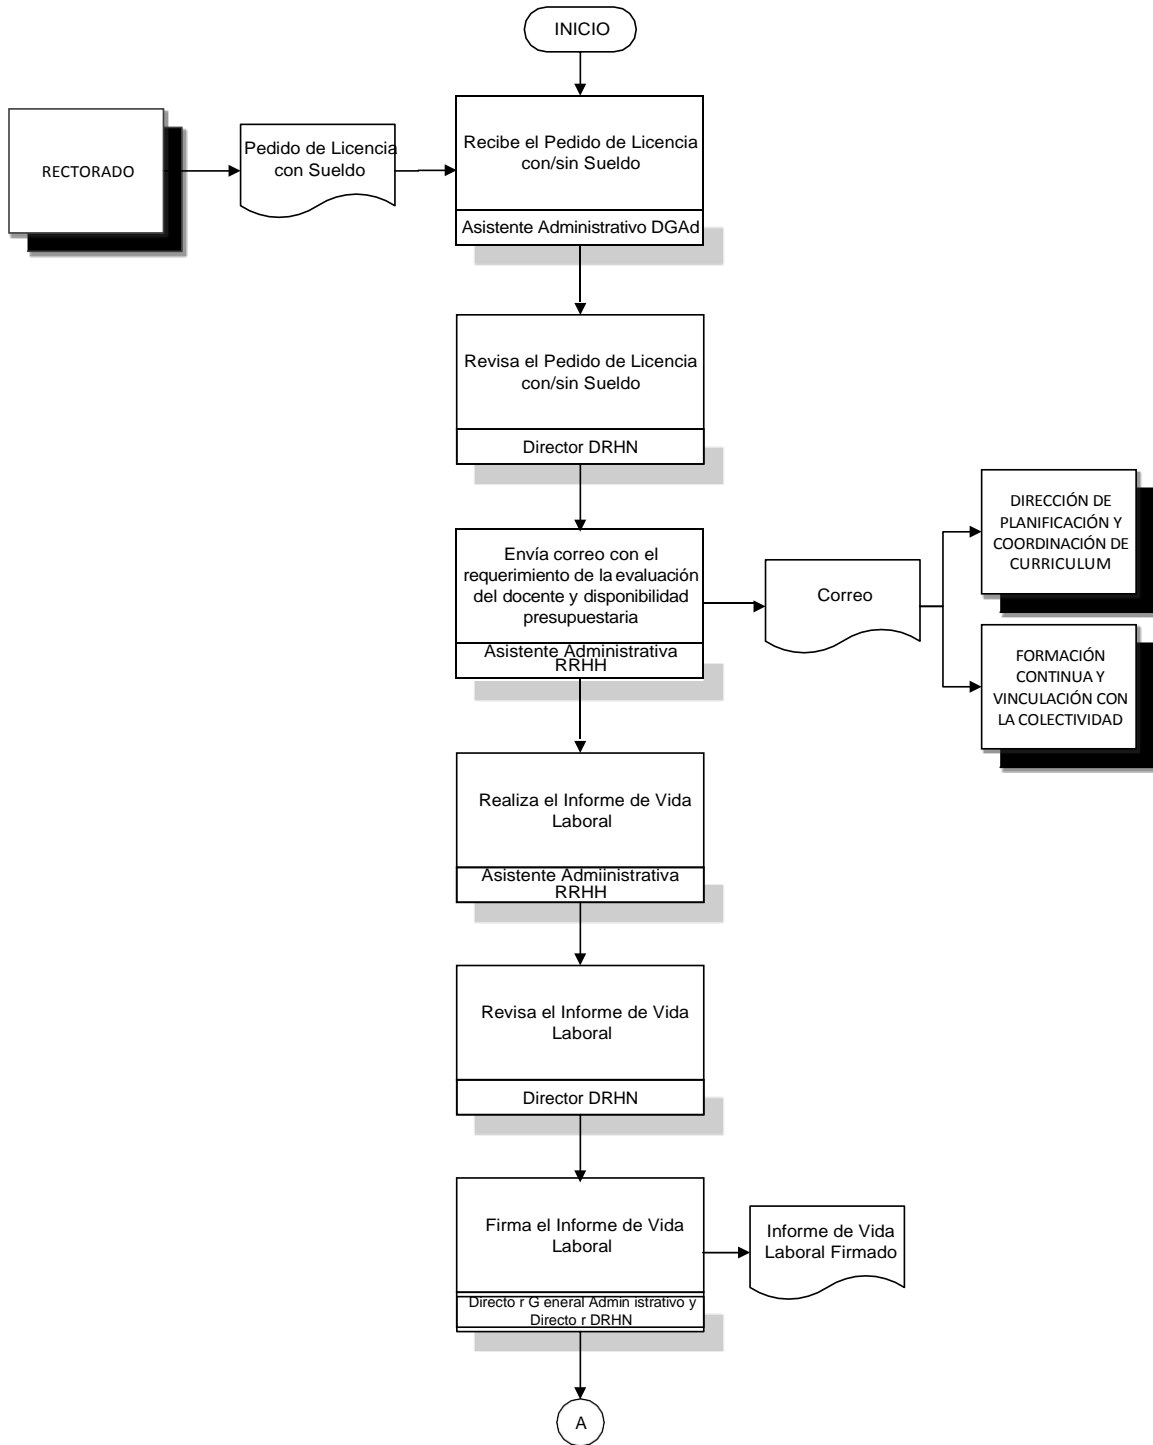 INICIO
RECTORADO
Pedido de Licencia
con Sueldo
Recibe el Pedido de Licencia
con/sin Sueldo
Asistente Administrativo DGAd
Revisa el Pedido de Licencia
con/sin Sueldo
Director DRHN
Envía correo con el
requerimiento de la evaluación
del docente y disponibilidad
presupuestaria
Asistente Administrativa
RRHH
Correo
DIRECCIÓN DE
PLANIFICACIÓN Y
COORDINACIÓN DE
CURRICULUM
FORMACIÓN
CONTINUA Y
VINCULACIÓN CON
LA COLECTIVIDAD
Realiza el Informe de Vida
Laboral
Asistente Admiinistrativa
RRHH
Revisa el Informe de Vida
Laboral
Director DRHN
Firma el Informe de Vida
Laboral
Directo r G eneral Admin istrativo y
Directo r DRHN
Informe de Vida
Laboral Firmado
A